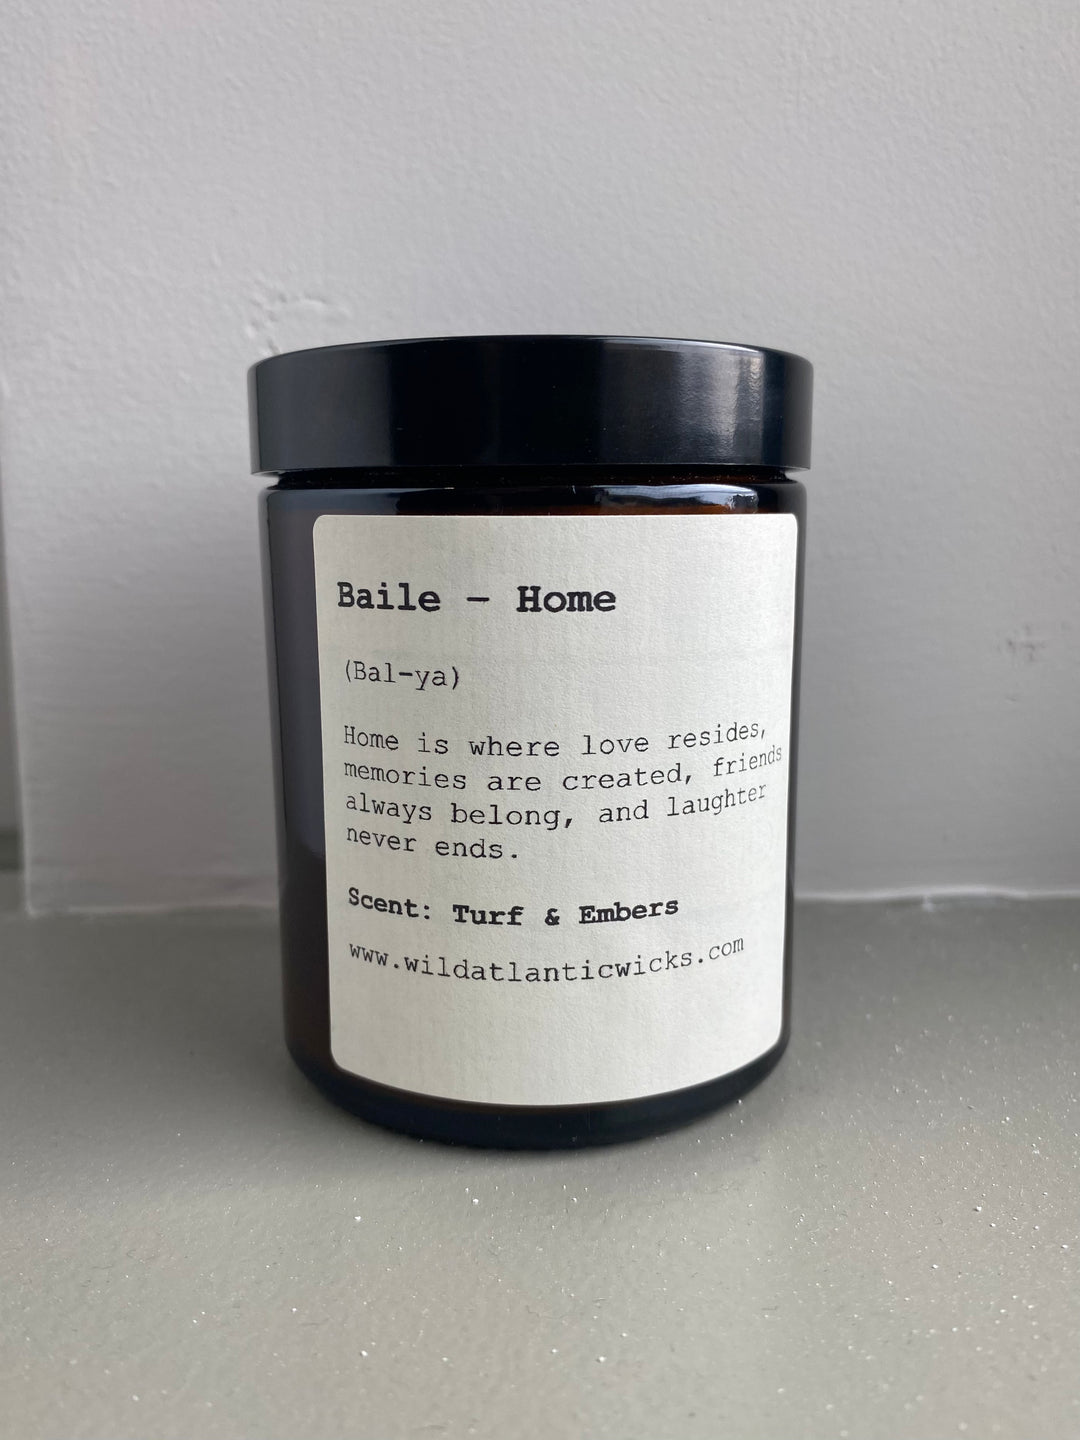 Baile - Home
(Bal-ya)
Home is where love resides,
memories are created, friends
always belong, and laughter
never ends.
Scent: Turf & Embers
www.wildatlanticwicks.com